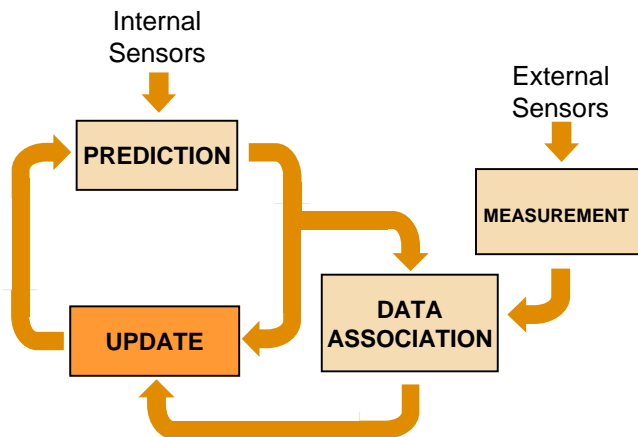 Internal
Sensors
External
Sensors
PREDICTION
MEASUREMENT
DATA
ASSOCIATION
UPDATE